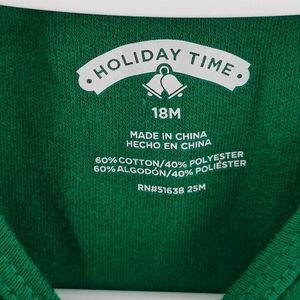 • HOLIDAY TIME •
18M
MADE IN CHINA
HECHO EN CHINA
60% COTTON/40% POLYESTER
60% ALGODÓN/40% POLIÉSTER
RN#51638 25M